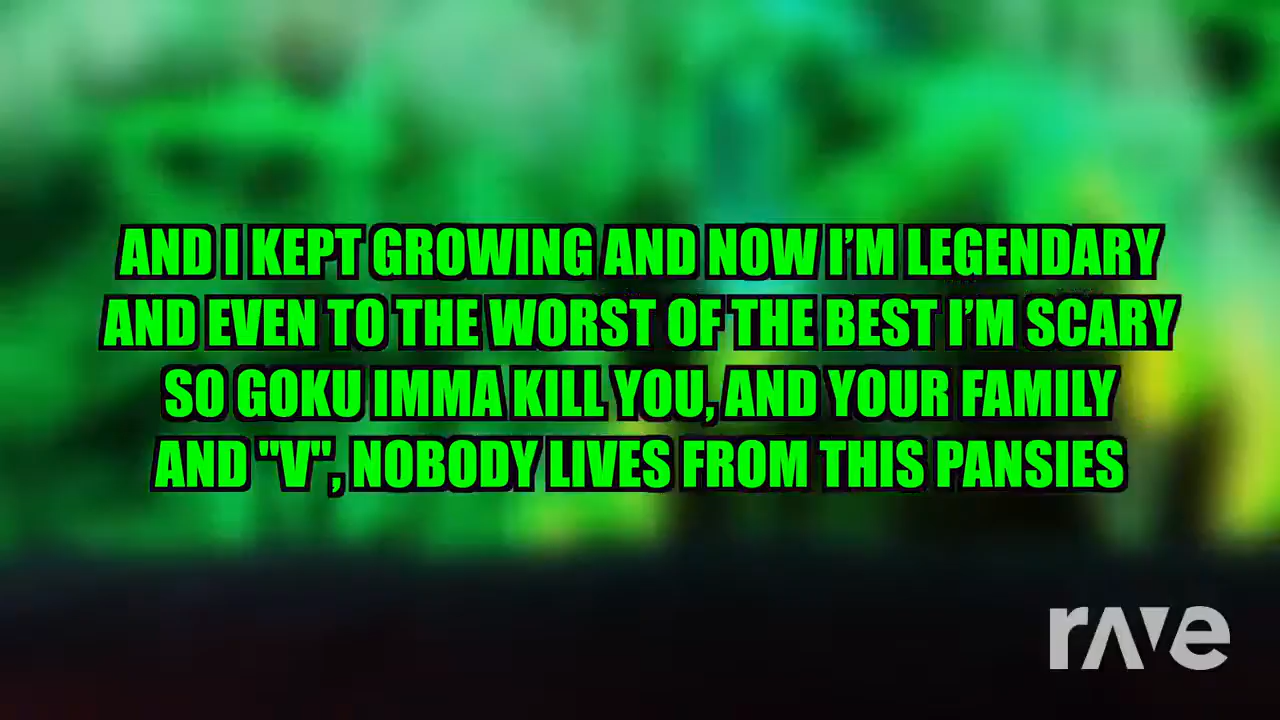 AND I KEPT GROWING AND NOW I’M LEGENDARY
AND EVEN TO THE WORST OF THE BEST I’M SCARY
SO GOKU IMMA KILL YOU, AND YOUR FAMILY
AND "V", NOBODY LIVES FROM THIS PANSIES
rave